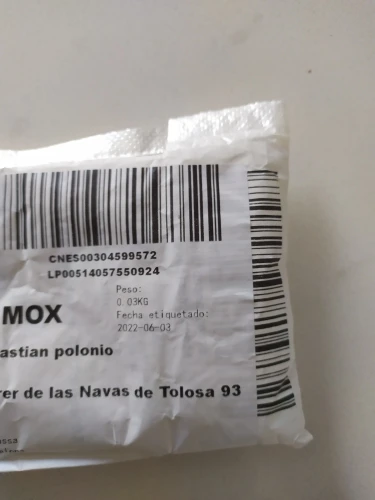 CNES00304599572
LP00514057550924
Peso:
0.03KG
MOX
Fecha etiquetado:
2022-06-03
astian polonio
rer de las Navas de Tolosa 93